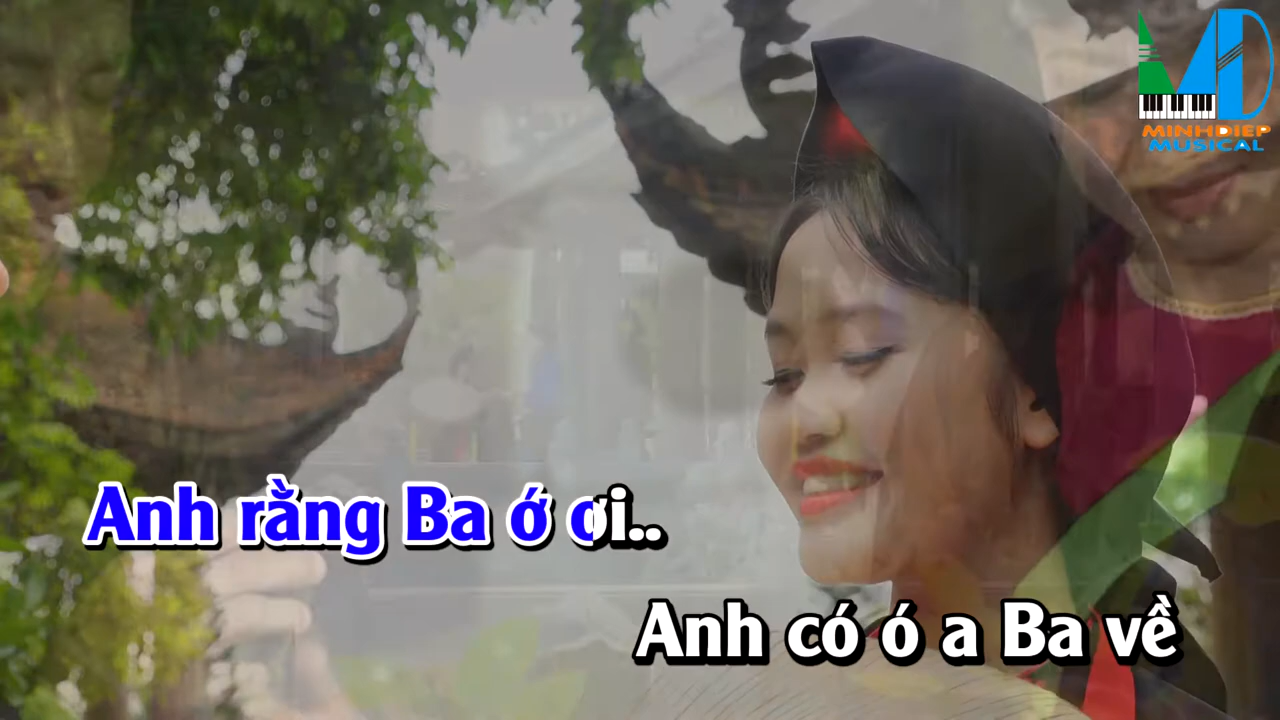 MINHDIEP
MUSICAL
Anh rằng Ba ớ ơi..
Anh có ó a Ba về